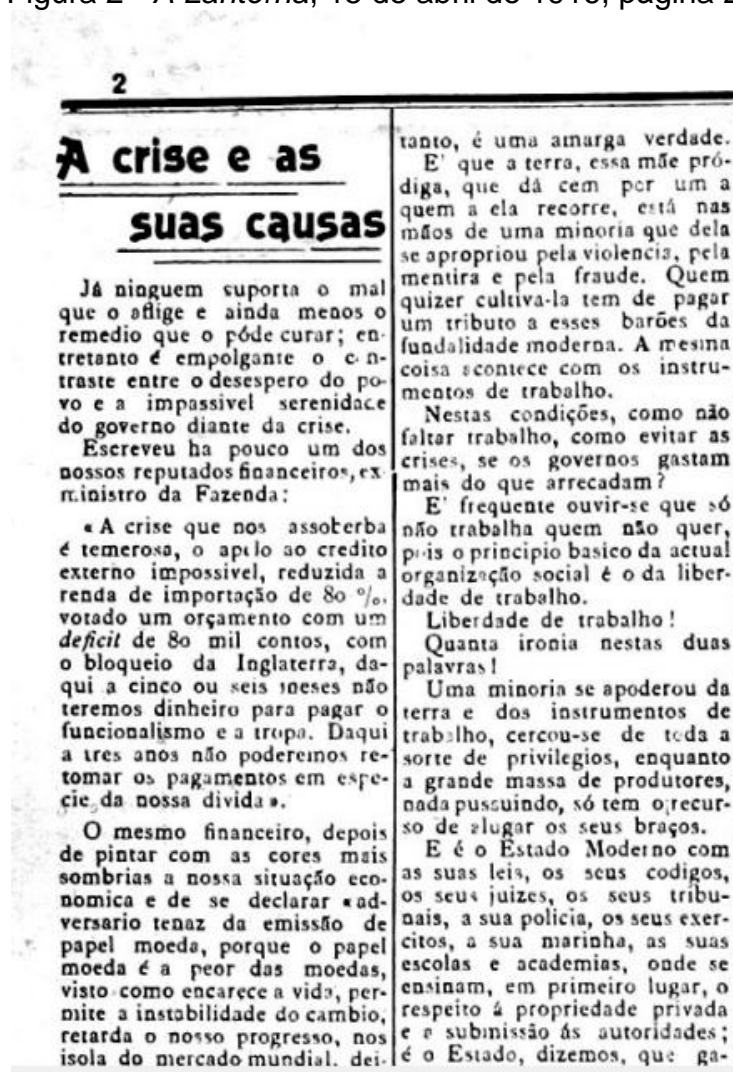 Figura 2 - A Lanterna, de abril de página 2
2
A crise e as
suas causas
Já ninguem suporta o mal
que o aflige e ainda menos o
remedio que o póde curar; en-
tretanto é empolgante o c n-
traste entre o desespero do po-
vo e a impassivel serenidade
do governo diante da crise.
Escreveu ha pouco um dos
nossos reputados financeiros, ex-
ministro da Fazenda:
«A crise que nos assoberba
é temerosa, o apelo ao credito
externo impossivel, reduzida a
renda de importação de 80 %,
votado um orçamento com um
deficit de 80 mil contos, com
o bloqueio da Inglaterra, da-
qui a cinco ou seis meses não
teremos dinheiro para pagar o
funcionalismo e a tropa. Daqui
a tres anos não poderemos re-
tomar os pagamentos em espe-
cie da nossa divida».
O mesmo financeiro, depois
de pintar com as cores mais
sombrias a nossa situação eco-
nomica e de se declarar «ad-
versario tenaz da emissão de
papel moeda, porque o papel
moeda é a peor das moedas,
visto como encarece a vida, per-
mite a instabilidade do cambio,
retarda o nosso progresso, nos
isola do mercado mundial, dei-
tanto, é uma amarga verdade.
E' que a terra, essa mãe pró-
diga, que dá cem por um a
quem a ela recorre, está nas
mãos de uma minoria que dela
se apropriou pela violencia, pela
mentira e pela fraude. Quem
quizer cultiva-la tem de pagar
um tributo a esses barões da
fundalidade moderna. A mesma
coisa acontece com os instru-
mentos de trabalho.
Nestas condições, como não
faltar trabalho, como evitar as
crises, se os governos gastam
mais do que arrecadam?
E' frequente ouvir-se que só
não trabalha quem não quer,
pois o principio basico da actual
organização social é o da liber-
dade de trabalho.
Liberdade de trabalho!
Quanta ironia nestas duas
palavras!
Uma minoria se apoderou da
terra e dos instrumentos de
trabalho, cercou-se de toda a
sorte de privilegios, enquanto
a grande massa de produtores,
nada pussuindo, só tem o recur-
so de alugar os seus braços.
E é o Estado Moderno com
as suas leis, os seus codigos,
os seus juizes, os seus tribu-
nais, a sua policia, os seus exer-
citos, a sua marinha, as suas
escolas e academias, onde se
ensinam, em primeiro lugar, o
respeito á propriedade privada
e a submissão ás autoridades;
é o Estado, dizemos, que ga-